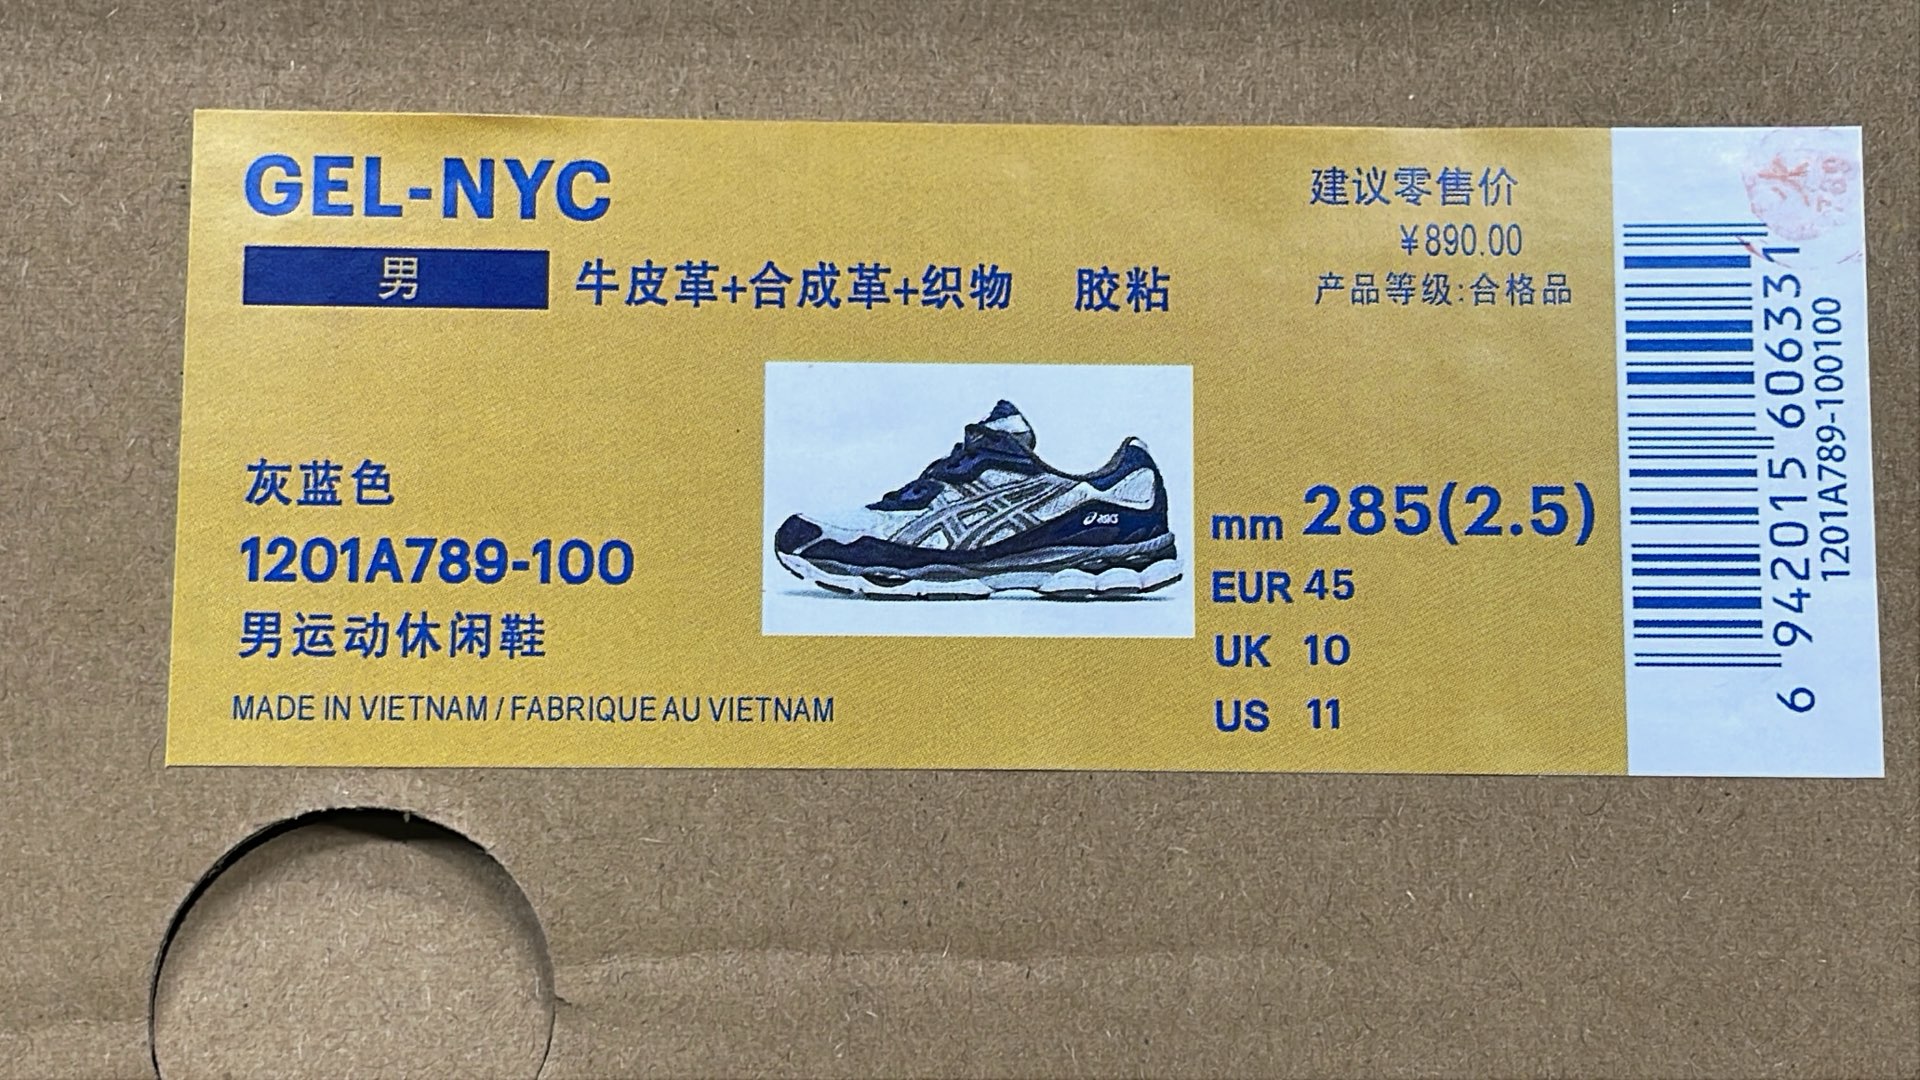 GEL-NYC
男
牛皮革+合成革+织物 胶粘
建议零售价
¥890.00
产品等级:合格品
灰蓝色
1201A789-100
男运动休闲鞋
MADE IN VIETNAM / FABRIQUE AU VIETNAM
asics
mm 285(2.5)
EUR 45
UK 10
US 11
6 942015 606331
1201A789-100100
水
789